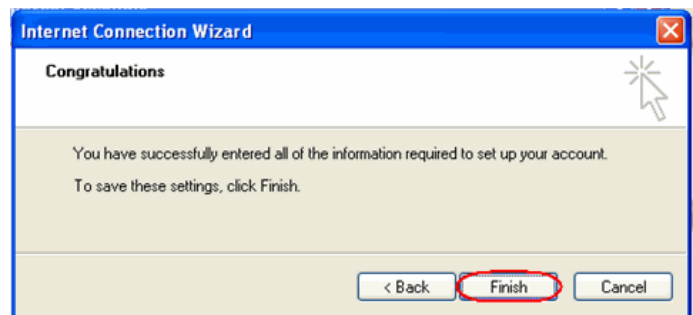 Internet Connection Wizard
Congratulations
You have successfully entered all of the information required to set up your account.
To save these settings, click Finish.
< Back
Finish
Cancel